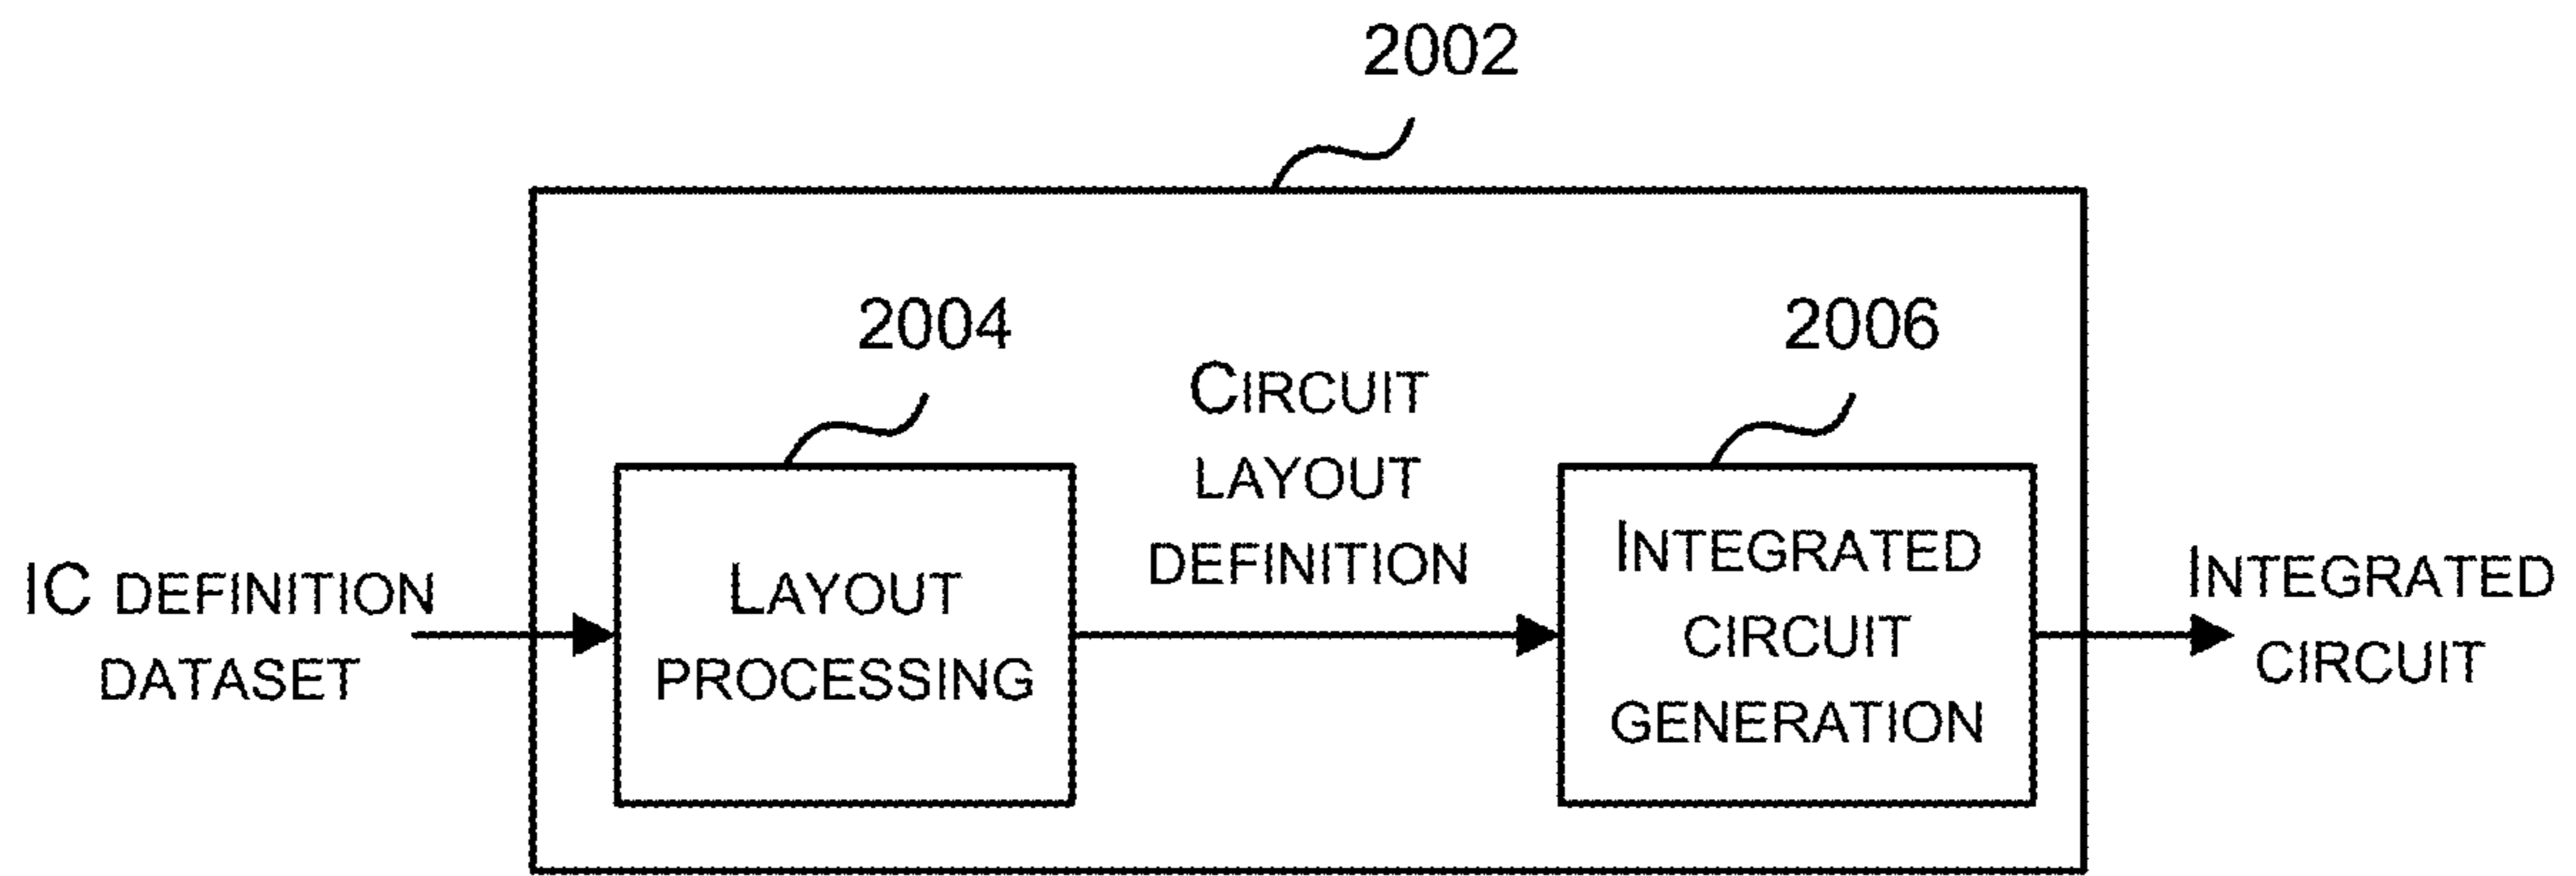 2002
2004
2006
CIRCUIT
LAYOUT
DEFINITION
IC DEFINITION
DATASET
LAYOUT
PROCESSING
INTEGRATED
CIRCUIT
GENERATION
INTEGRATED
CIRCUIT